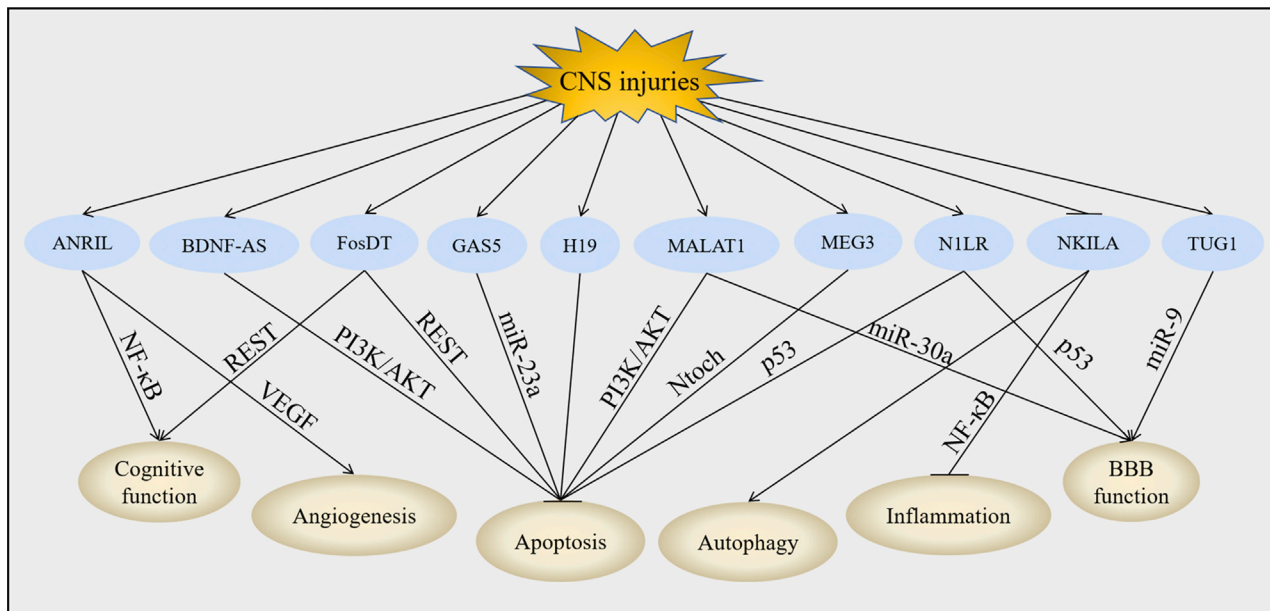 CNS injuries
ANRIL
BDNF-AS
FosDT
GAS5
H19
MALAT1
MEG3
N1LR
NKILA
TUG1
NF-κB
REST
VEGF
PI3K/AKT
REST
miR-23a
PI3K/AKT
Ntoch
p53
miR-30a
NF-κB
p53
miR-9
Cognitive
function
Angiogenesis
Apoptosis
Autophagy
Inflammation
BBB
function